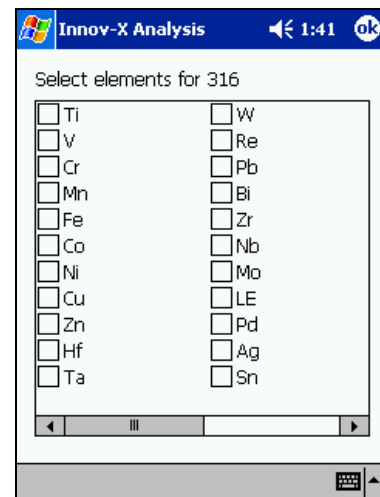 Innov-X Analysis 1:41 ok
Select elements for 316
Ti W
V Re
Cr Pb
Mn Bi
Fe Zr
Co Nb
Ni Mo
Cu LE
Zn Pd
Hf Ag
Ta Sn